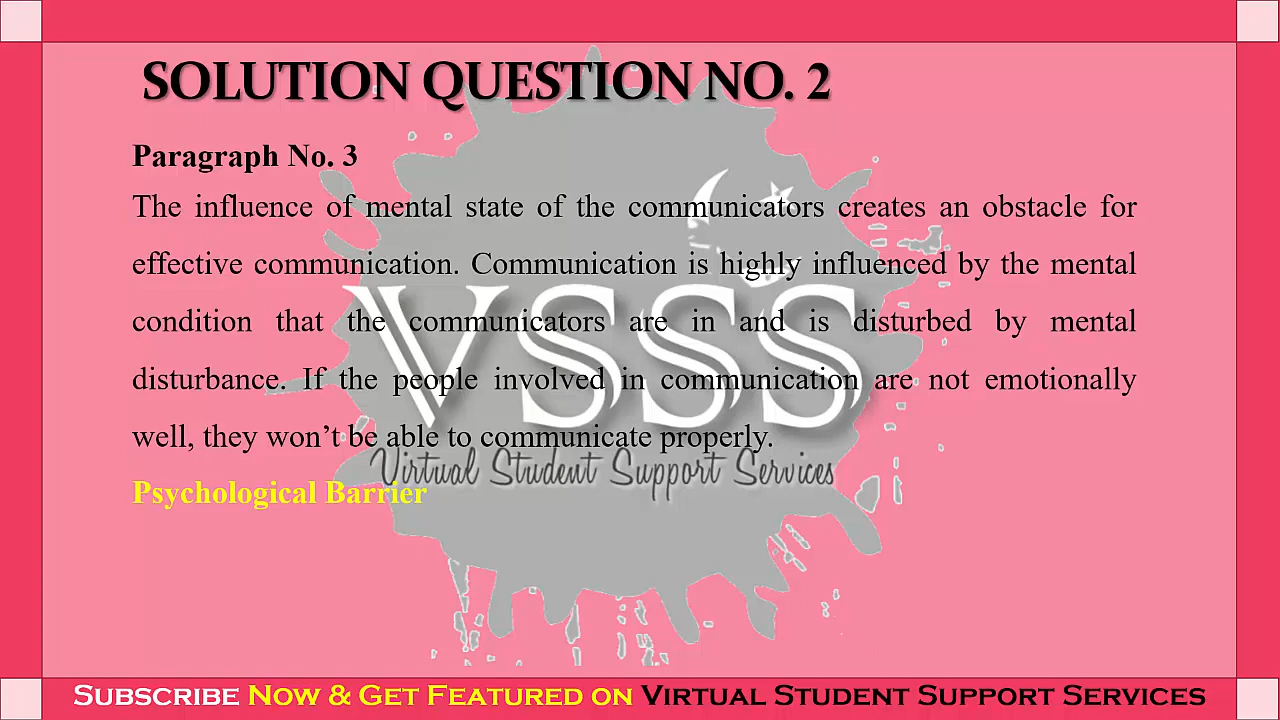 SOLUTION QUESTION NO. 2
Paragraph No. 3
The influence of mental state of the communicators creates an obstacle for
effective communication. Communication is highly influenced by the mental
condition that the communicators are in and is disturbed by mental
disturbance. If the people involved in communication are not emotionally
well, they won’t be able to communicate properly.
Psychological Barrier
VSSS
Virtual Student Support Services
Subscribe Now & Get Featured on Virtual Student Support Services